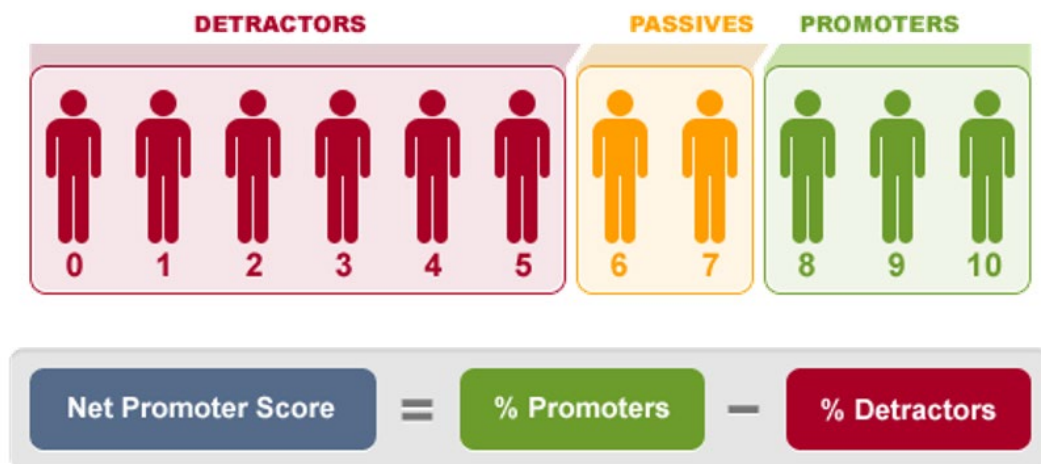 DETRACTORS PASSIVES PROMOTERS
0 1 2 3 4 5 6 7 8 9 10
Net Promoter Score = % Promoters − % Detractors